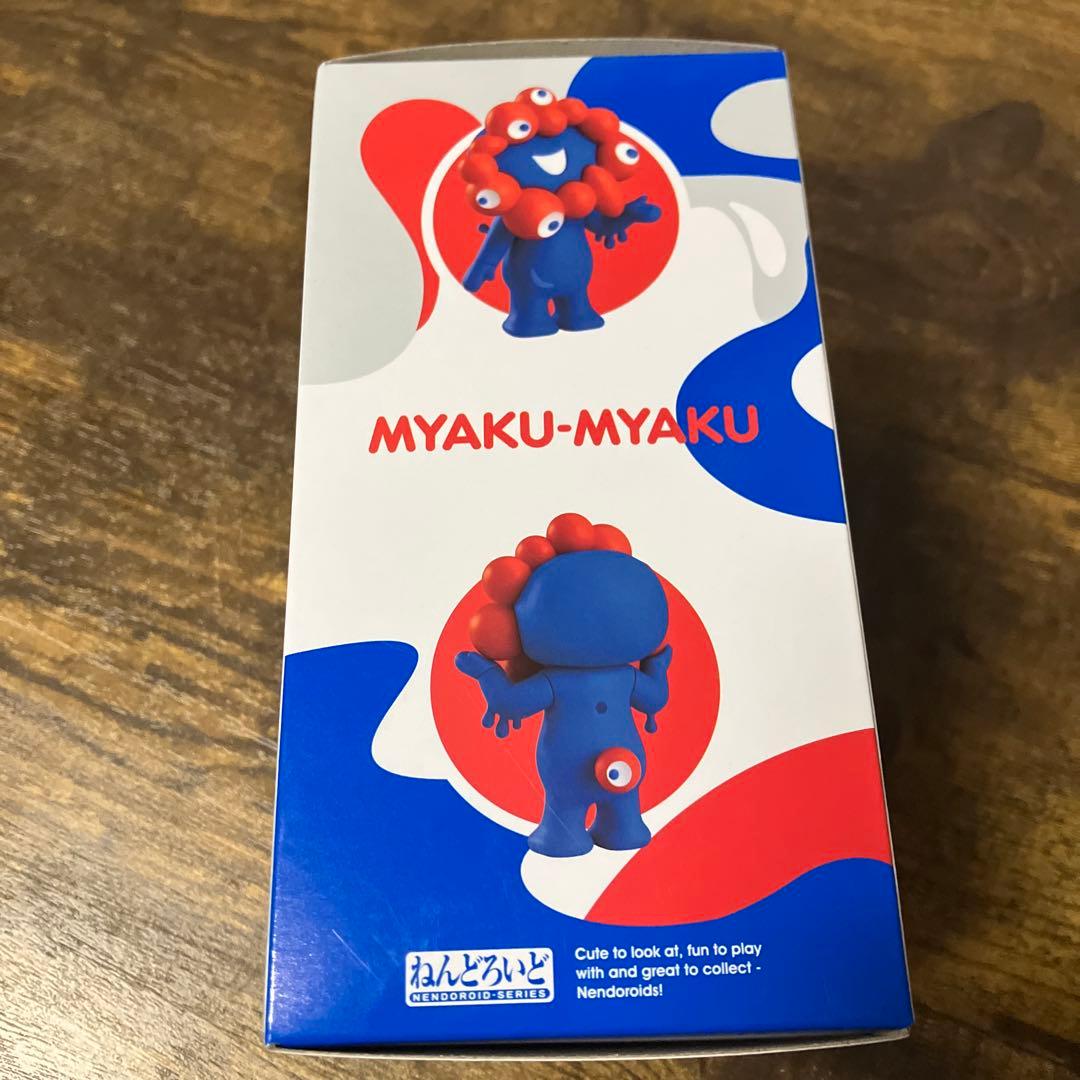 MYAKU-MYAKU
ねんどろいど
NENDOROID-SERIES
Cute to look at, fun to play
with and great to collect -
Nendoroids!